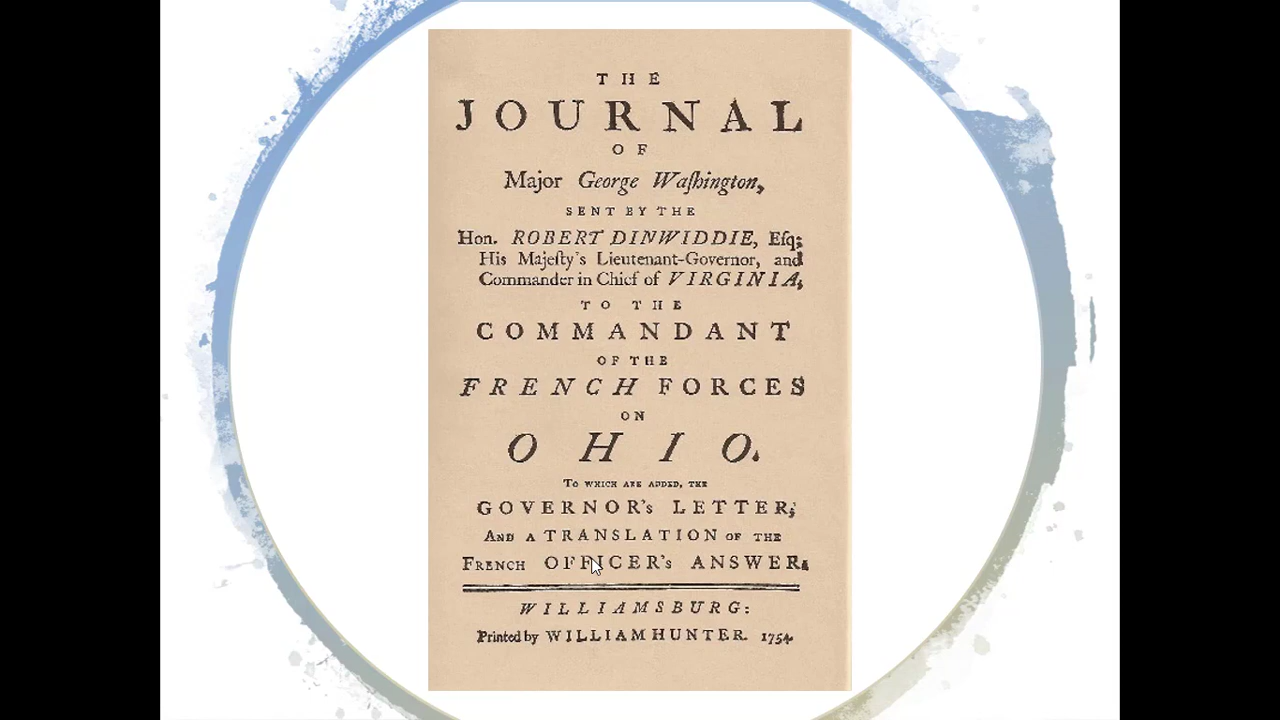 THE
JOURNAL
OF
Major George Waſhington,
SENT BY THE
Hon. ROBERT DINWIDDIE, Eſq;
His Majeſty's Lieutenant-Governor, and
Commander in Chief of VIRGINIA,
TO THE
COMMANDANT
OF THE
FRENCH FORCES
ON
OHIO.
To WHICH ARE ADDED, THE
GOVERNOR's LETTER;
AND A TRANSLATION OF THE
FRENCH OFFICER's ANSWER.
WILLIAMSBURG:
Printed by WILLIAM HUNTER. 1754.